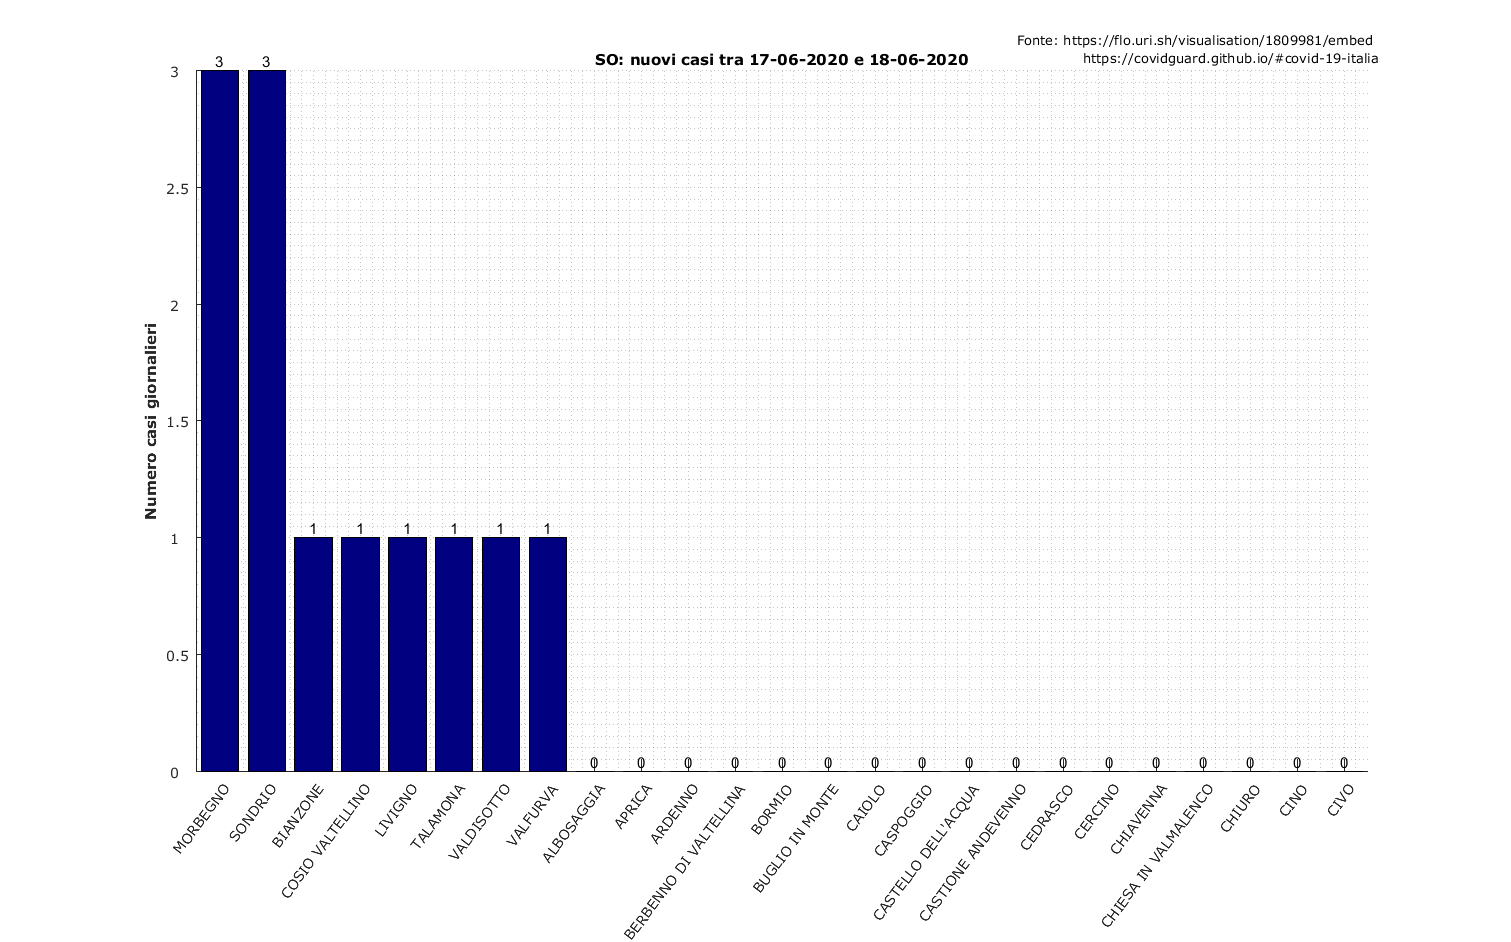 Fonte: https://flo.uri.sh/visualisation/1809981/embed
https://covidguard.github.io/#covid-19-italia
SO: nuovi casi tra 17-06-2020 e 18-06-2020
Numero casi giornalieri
3
2.5
2
1.5
1
0.5
0
3 3 1 1 1 1 1 1 0 0 0 0 0 0 0 0 0 0 0 0 0 0 0 0 0
MORBEGNO
SONDRIO
BIANZONE
COSIO VALTELLINO
LIVIGNO
TALAMONA
VALDISOTTO
VALFURVA
ALBOSAGGIA
APRICA
ARDENNO
BERBENNO DI VALTELLINA
BORMIO
BUGLIO IN MONTE
CAIOLO
CASPOGGIO
CASTELLO DELL'ACQUA
CASTIONE ANDEVENNO
CEDRASCO
CERCINO
CHIAVENNA
CHIESA IN VALMALENCO
CHIURO
CINO
CIVO